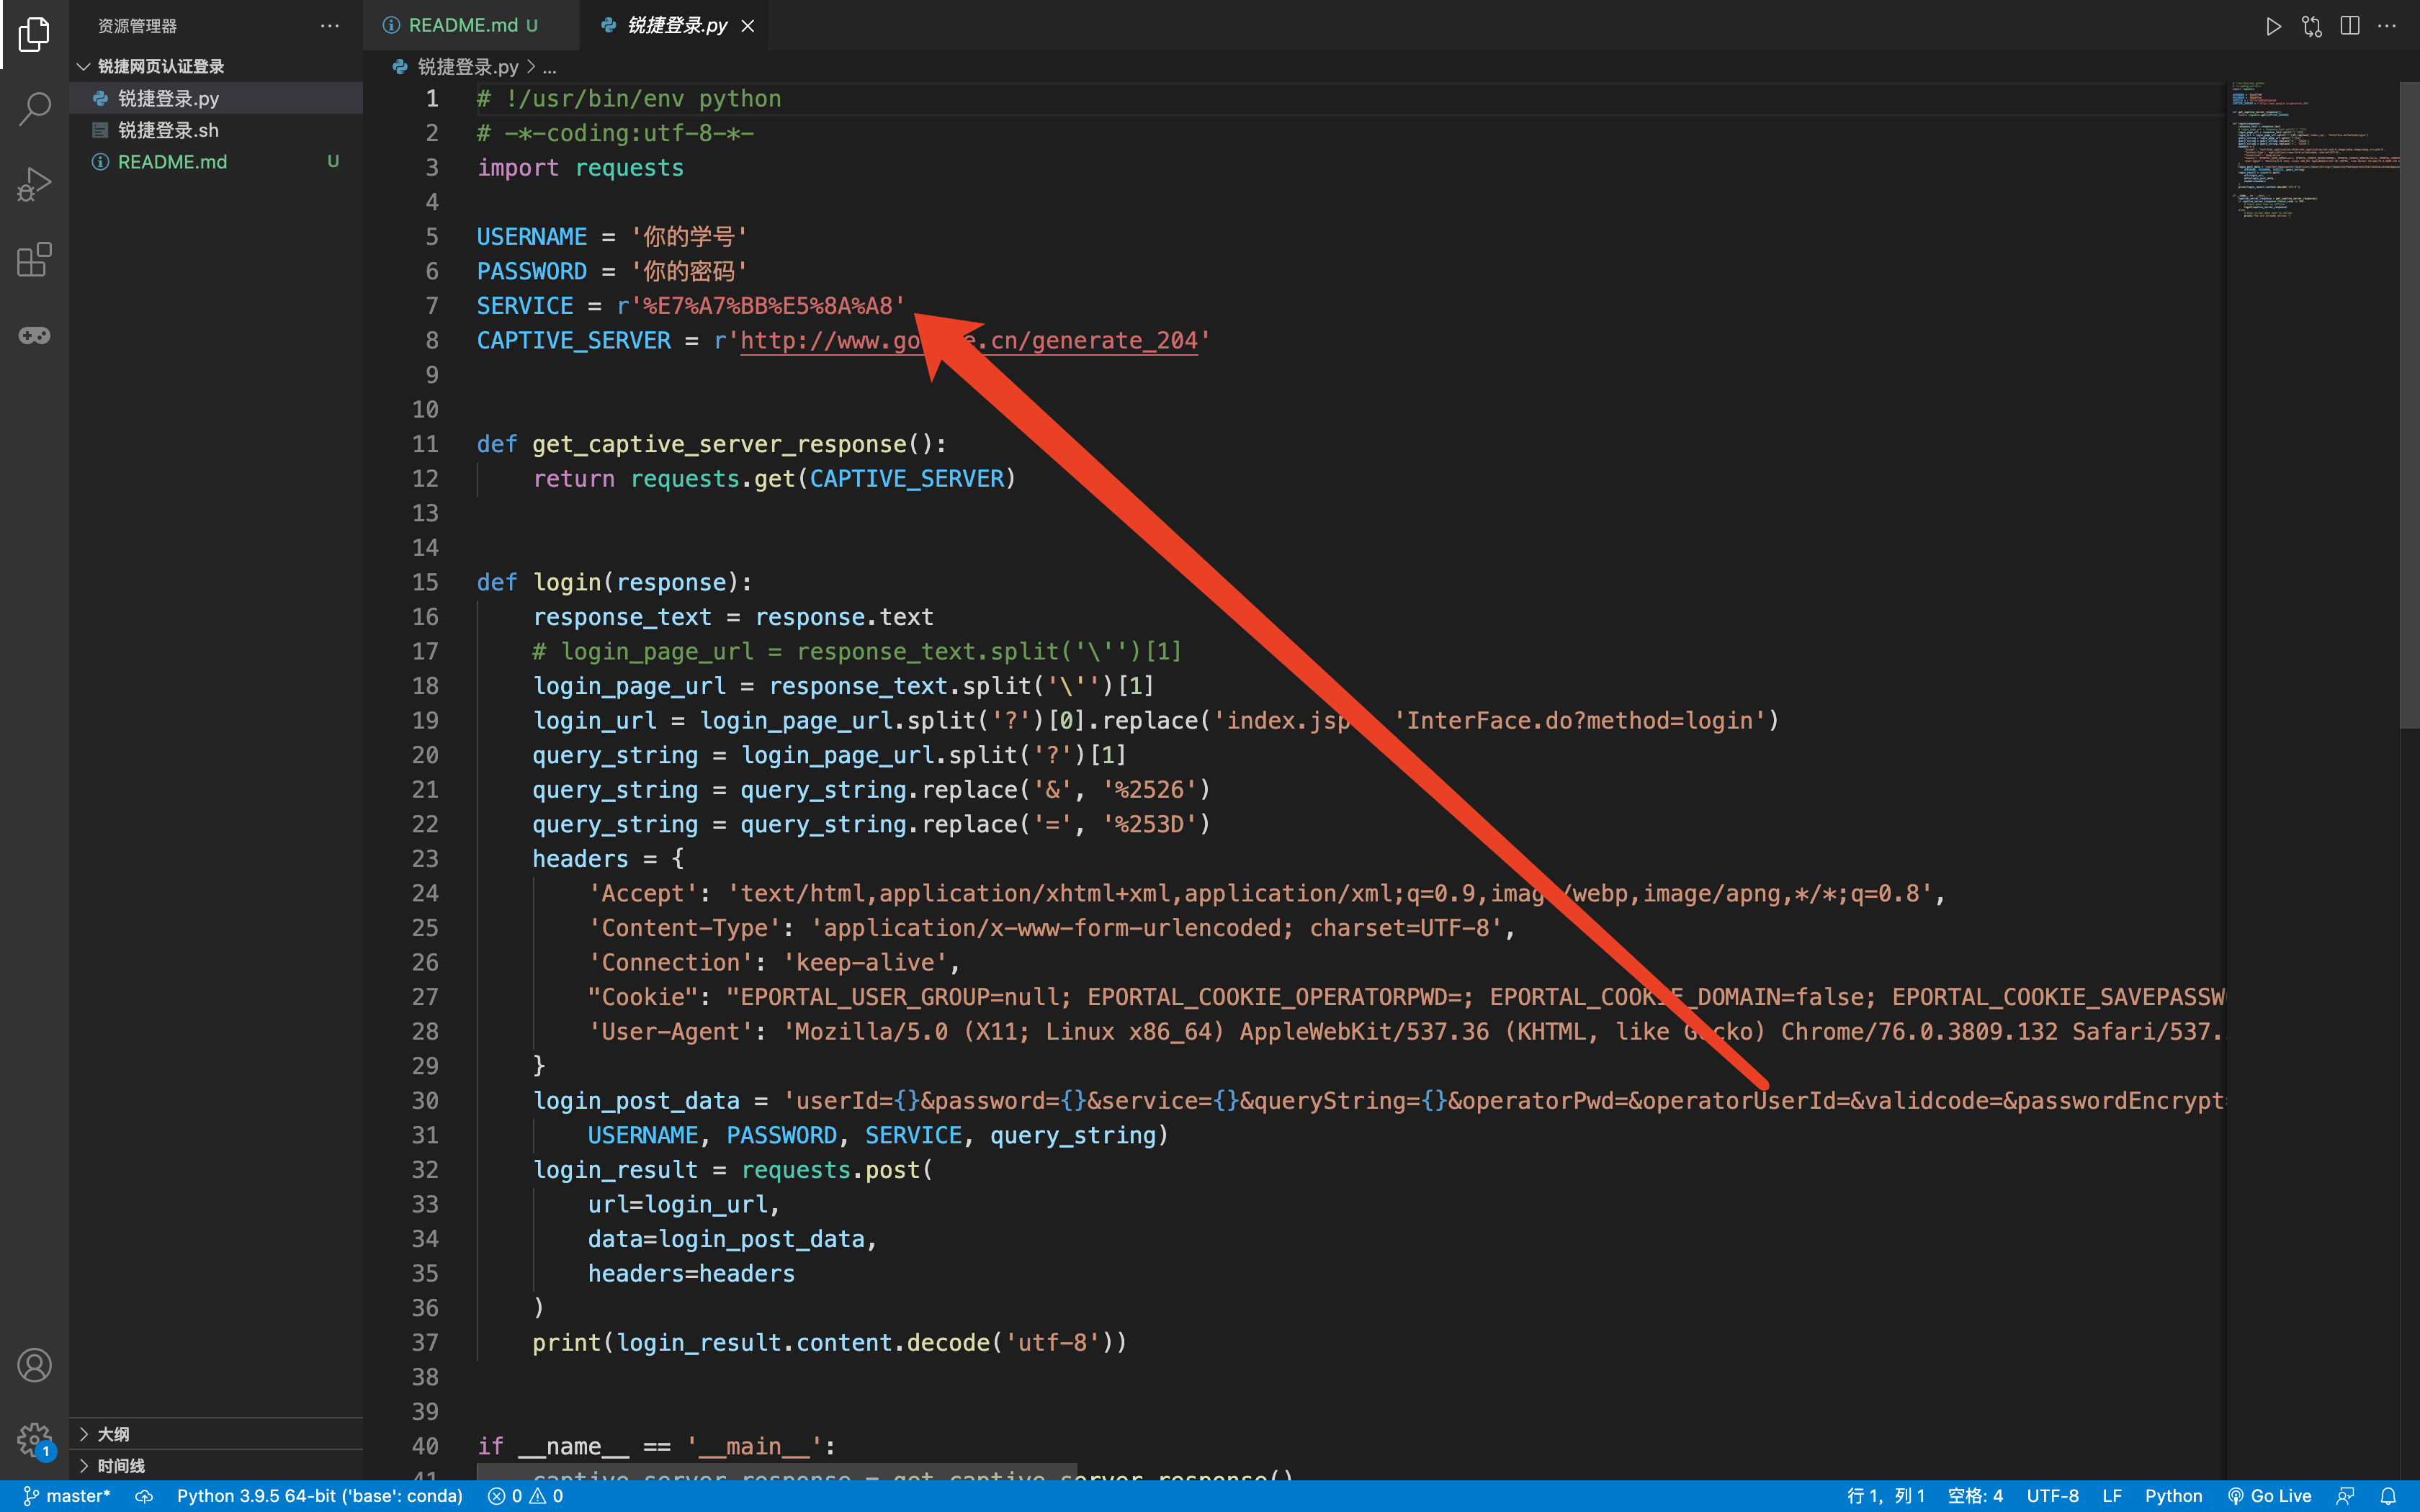 资源管理器
README.md U
锐捷登录.py
锐捷网页认证登录
锐捷登录.py
锐捷登录.sh
README.md U
锐捷登录.py > ...
1 # !/usr/bin/env python
2 # -*-coding:utf-8-*-
3 import requests
4
5 USERNAME = '你的学号'
6 PASSWORD = '你的密码'
7 SERVICE = r'%E7%A7%BB%E5%8A%A8'
8 CAPTIVE_SERVER = r'http://www.go e.cn/generate_204'
9
10
11 def get_captive_server_response():
12 return requests.get(CAPTIVE_SERVER)
13
14
15 def login(response):
16 response_text = response.text
17 # login_page_url = response_text.split('\'')[1]
18 login_page_url = response_text.split('\'')[1]
19 login_url = login_page_url.split('?')[0].replace('index.jsp 'InterFace.do?method=login')
20 query_string = login_page_url.split('?')[1]
21 query_string = query_string.replace('&', '%2526')
22 query_string = query_string.replace('=', '%253D')
23 headers = {
24 'Accept': 'text/html,application/xhtml+xml,application/xml;q=0.9,image/webp,image/apng,*/*;q=0.8',
25 'Content-Type': 'application/x-www-form-urlencoded; charset=UTF-8',
26 'Connection': 'keep-alive',
27 "Cookie": "EPORTAL_USER_GROUP=null; EPORTAL_COOKIE_OPERATORPWD=; EPORTAL_COOKIE_DOMAIN=false; EPORTAL_COOKIE_SAVEPASSW
28 'User-Agent': 'Mozilla/5.0 (X11; Linux x86_64) AppleWebKit/537.36 (KHTML, like Gecko) Chrome/76.0.3809.132 Safari/537.
29 }
30 login_post_data = 'userId={}&password={}&service={}&queryString={}&operatorPwd=&operatorUserId=&validcode=&passwordEncrypt
31 USERNAME, PASSWORD, SERVICE, query_string)
32 login_result = requests.post(
33 url=login_url,
34 data=login_post_data,
35 headers=headers
36 )
37 print(login_result.content.decode('utf-8'))
38
39
40 if __name__ == '__main__':
41 captive_server_response = get_captive_server_response()
大纲
1
时间线
master* Python 3.9.5 64-bit ('base': conda) 0 0 行 1, 列 1 空格: 4 UTF-8 LF Python Go Live